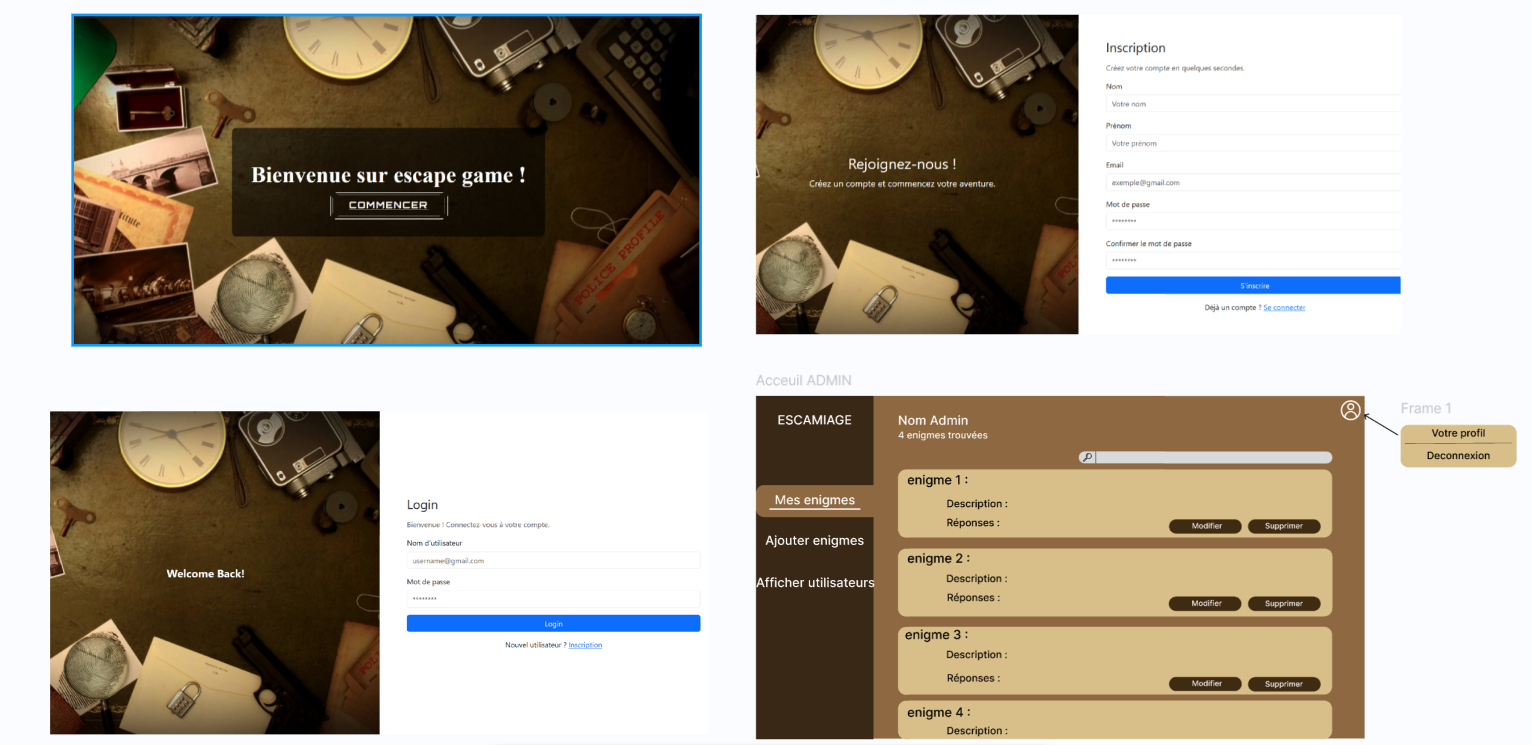 Bienvenue sur escape game !
COMMENCER
POLICE PROFILE
Rejoignez-nous !
Créez un compte et commencez votre aventure.
Inscription
Créez votre compte en quelques secondes.
Nom
Votre nom
Prénom
Votre prénom
Email
exemple@gmail.com
Mot de passe
********
Confirmer le mot de passe
********
S'inscrire
Déjà un compte ? Se connecter
Welcome Back!
Login
Bienvenue ! Connectez-vous à votre compte.
Nom d'utilisateur
username@gmail.com
Mot de passe
********
Login
Nouvel utilisateur ? Inscription
Acceuil ADMIN
ESCAMIAGE
Mes enigmes
Ajouter enigmes
Afficher utilisateurs
Nom Admin
4 enigmes trouvées
enigme 1 :
Description :
Réponses :
Modifier
Supprimer
enigme 2 :
Description :
Réponses :
Modifier
Supprimer
enigme 3 :
Description :
Réponses :
Modifier
Supprimer
enigme 4 :
Description :
Frame 1
Votre profil
Deconnexion